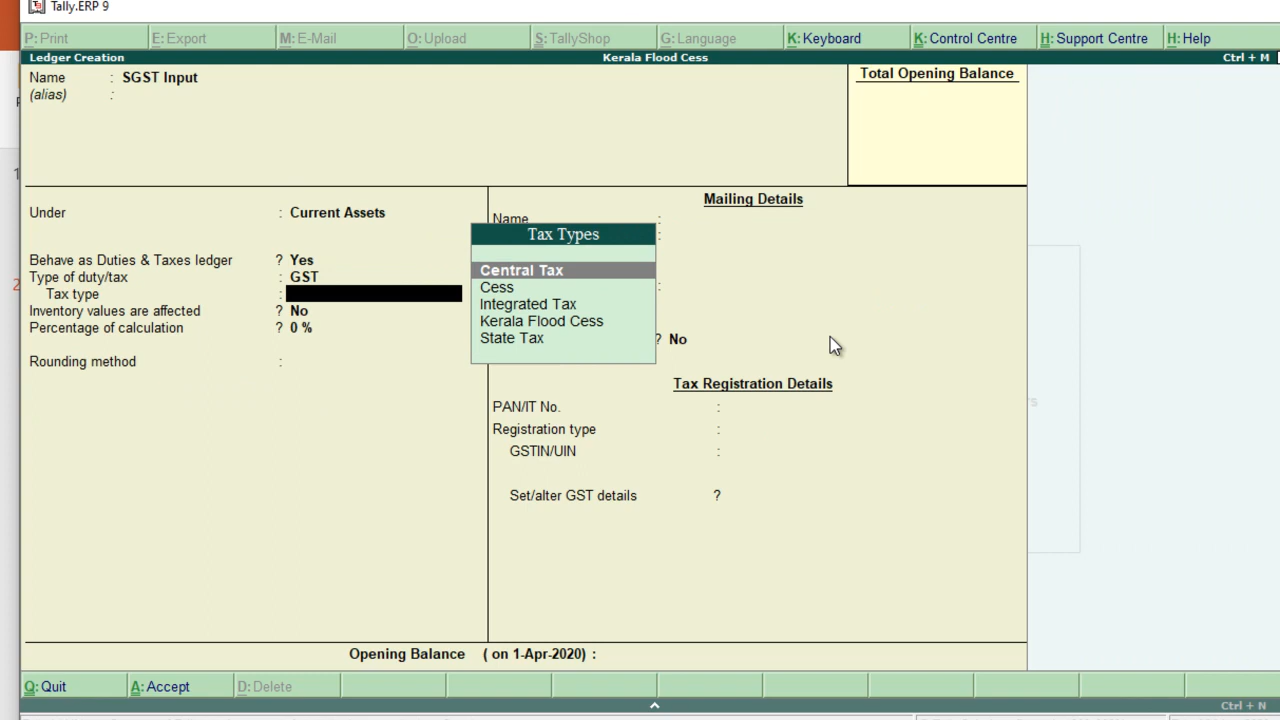 Tally.ERP 9
P: Print E: Export M: E-Mail O: Upload S: TallyShop G: Language K: Keyboard K: Control Centre H: Support Centre H: Help
Ledger Creation Kerala Flood Cess Ctrl + M
Name : SGST Input
(alias) :
Total Opening Balance
Mailing Details
Under : Current Assets
Name :
Tax Types
:
Behave as Duties & Taxes ledger ? Yes
Type of duty/tax : GST
Tax type :
Inventory values are affected ? No
Percentage of calculation ? 0 %
Rounding method :
Central Tax
Cess
Integrated Tax
Kerala Flood Cess
State Tax
:
? No
Tax Registration Details
PAN/IT No. :
Registration type :
GSTIN/UIN :
Set/alter GST details ?
Opening Balance ( on 1-Apr-2020) :
Q: Quit A: Accept D: Delete
Ctrl + N